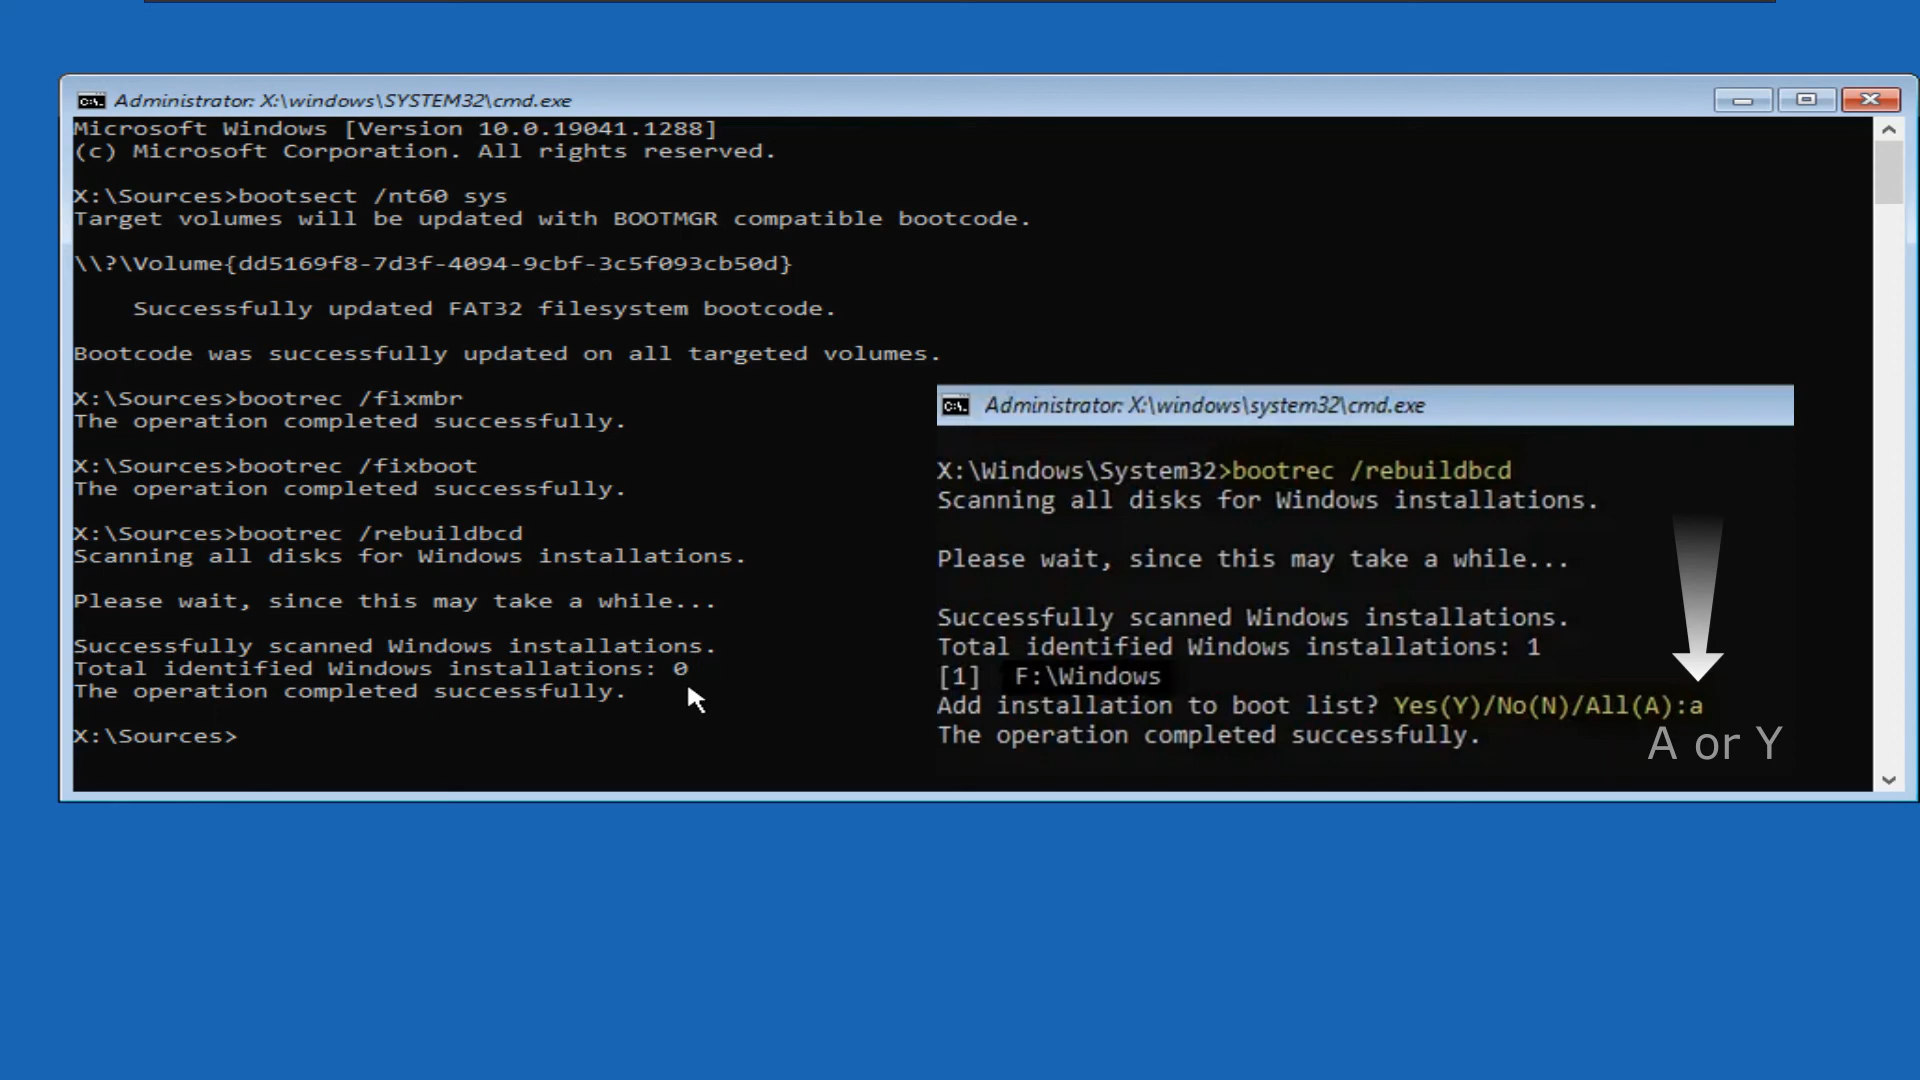 Administrator: X:\windows\SYSTEM32\cmd.exe
Microsoft Windows [Version 10.0.19041.1288]
(c) Microsoft Corporation. All rights reserved.
X:\Sources>bootsect /nt60 sys
Target volumes will be updated with BOOTMGR compatible bootcode.
\\?\Volume{dd5169f8-7d3f-4094-9cbf-3c5f093cb50d}
Successfully updated FAT32 filesystem bootcode.
Bootcode was successfully updated on all targeted volumes.
X:\Sources>bootrec /fixmbr
The operation completed successfully.
X:\Sources>bootrec /fixboot
The operation completed successfully.
X:\Sources>bootrec /rebuildbcd
Scanning all disks for Windows installations.
Please wait, since this may take a while...
Successfully scanned Windows installations.
Total identified Windows installations: 0
The operation completed successfully.
X:\Sources>
Administrator: X:\windows\system32\cmd.exe
X:\Windows\System32>bootrec /rebuildbcd
Scanning all disks for Windows installations.
Please wait, since this may take a while...
Successfully scanned Windows installations.
Total identified Windows installations: 1
[1] F:\Windows
Add installation to boot list? Yes(Y)/No(N)/All(A):a
The operation completed successfully.
A or Y